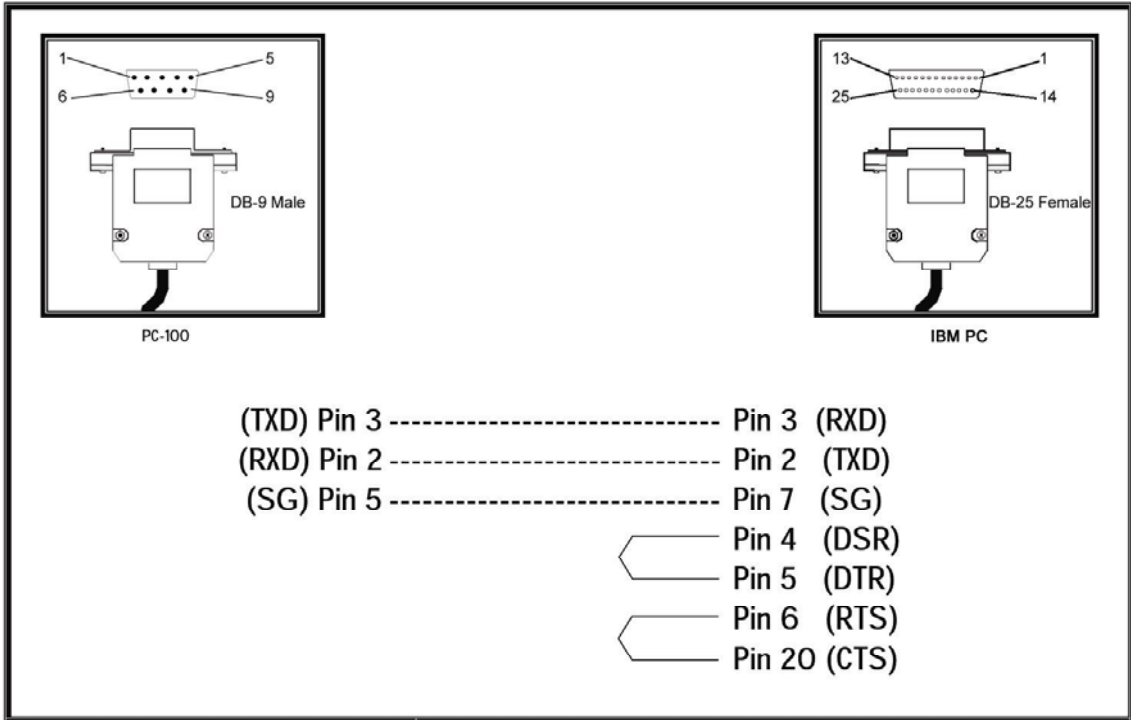 1 5
6 9
DB-9 Male
PC-100
13 1
25 14
DB-25 Female
IBM PC
(TXD) Pin 3 ---------------------------- Pin 3 (RXD)
(RXD) Pin 2 ---------------------------- Pin 2 (TXD)
(SG) Pin 5 ---------------------------- Pin 7 (SG)
Pin 4 (DSR)
Pin 5 (DTR)
Pin 6 (RTS)
Pin 20 (CTS)